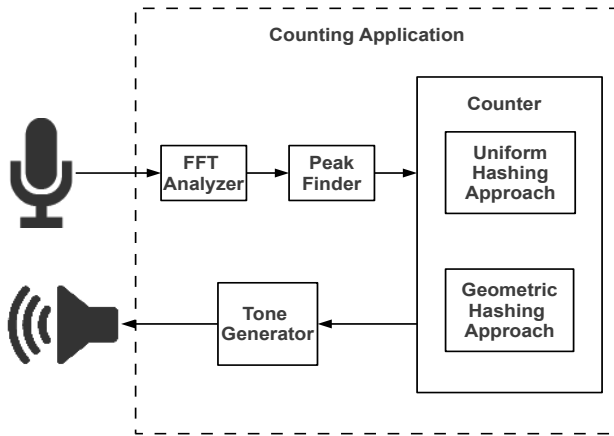 Counting Application
Counter
FFT
Analyzer
Peak
Finder
Uniform
Hashing
Approach
Tone
Generator
Geometric
Hashing
Approach